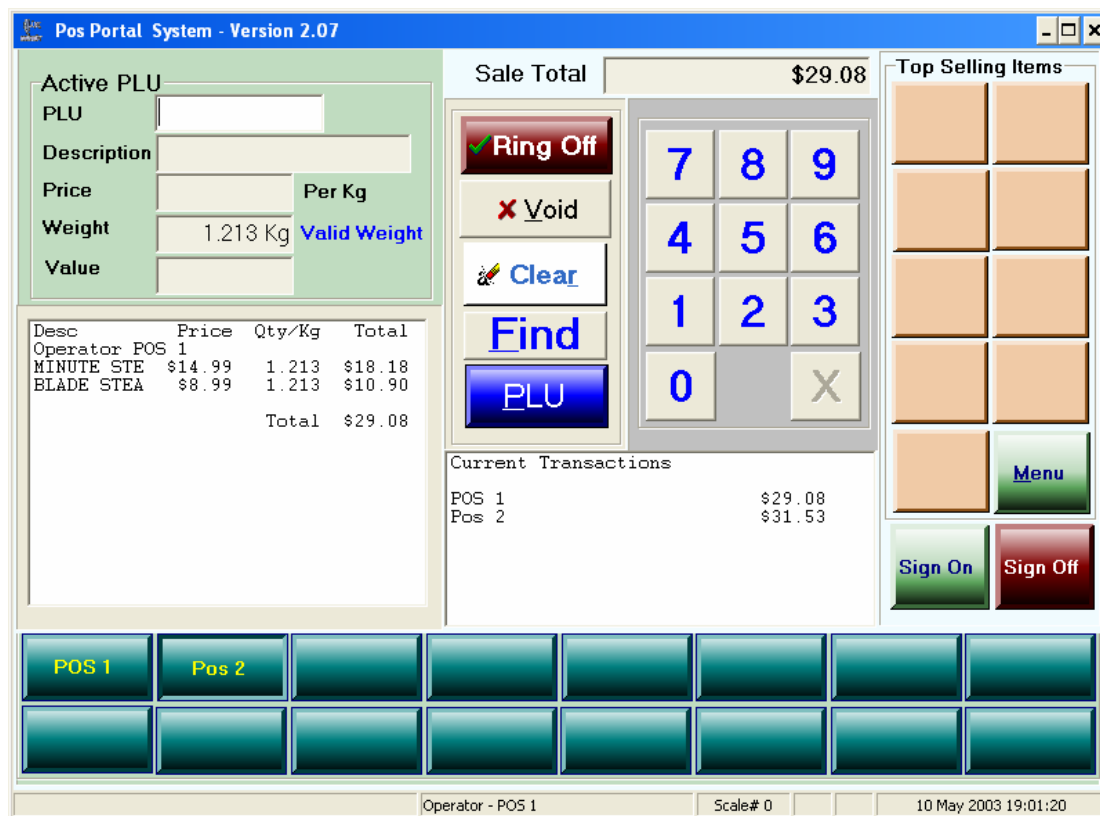 Pos Portal System - Version 2.07
Active PLU
PLU
Description
Price Per Kg
Weight 1.213 Kg Valid Weight
Value
Sale Total $29.08
Ring Off
Void
Clear
Find
PLU
7 8 9
4 5 6
1 2 3
0 X
Top Selling Items
Menu
Sign On Sign Off
Desc Price Qty/Kg Total
Operator POS 1
MINUTE STE $14.99 1.213 $18.18
BLADE STEA $8.99 1.213 $10.90
Total $29.08
Current Transactions
POS 1 $29.08
Pos 2 $31.53
POS 1 Pos 2
Operator - POS 1 Scale# 0 10 May 2003 19:01:20